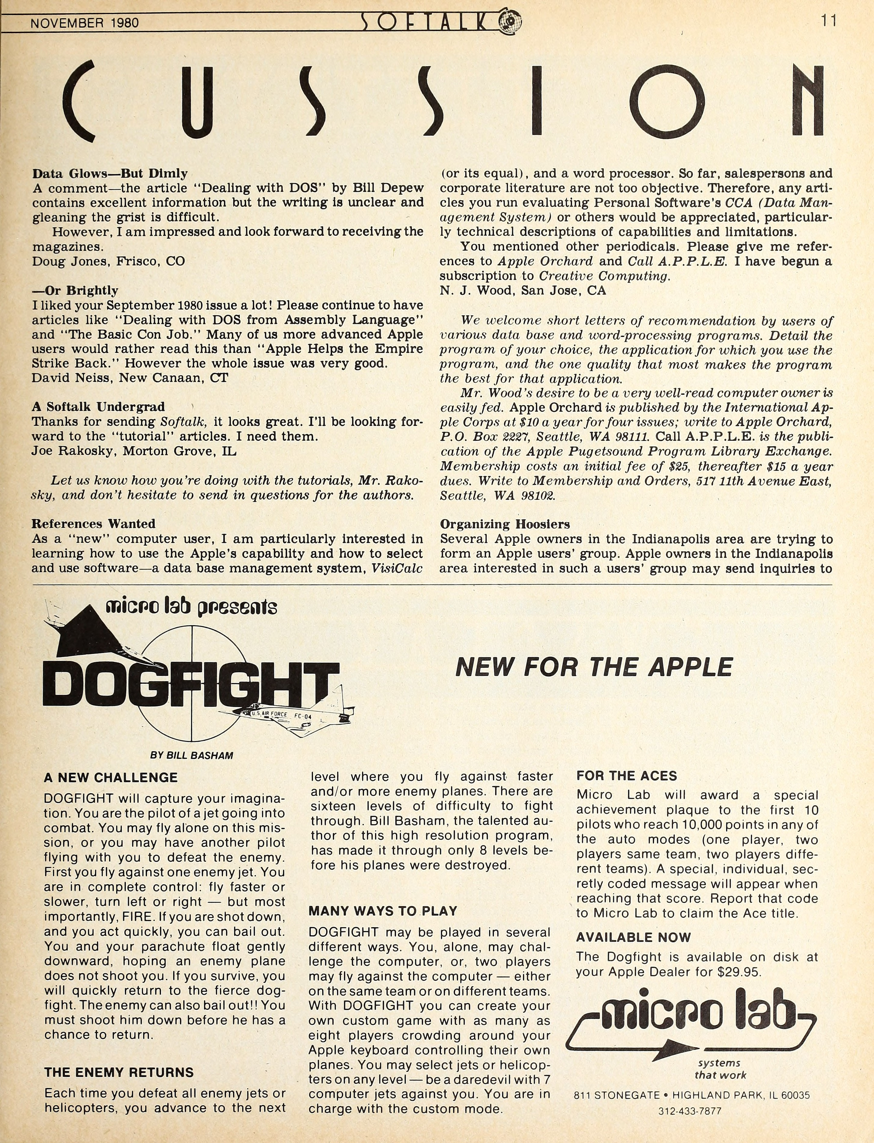 NOVEMBER 1980
SOFTALK
11
CUSSION
Data Glows—But Dimly
A comment—the article "Dealing with DOS" by Bill Depew
contains excellent information but the writing is unclear and
gleaning the grist is difficult.
However, I am impressed and look forward to receiving the
magazines.
Doug Jones, Frisco, CO
—Or Brightly
I liked your September 1980 issue a lot! Please continue to have
articles like "Dealing with DOS from Assembly Language"
and "The Basic Con Job." Many of us more advanced Apple
users would rather read this than "Apple Helps the Empire
Strike Back." However the whole issue was very good.
David Neiss, New Canaan, CT
A Softalk Undergrad
Thanks for sending Softalk, it looks great. I'll be looking for-
ward to the "tutorial" articles. I need them.
Joe Rakosky, Morton Grove, IL
Let us know how you're doing with the tutorials, Mr. Rako-
sky, and don't hesitate to send in questions for the authors.
References Wanted
As a "new" computer user, I am particularly interested in
learning how to use the Apple's capability and how to select
and use software—a data base management system, VisiCalc
(or its equal), and a word processor. So far, salespersons and
corporate literature are not too objective. Therefore, any arti-
cles you run evaluating Personal Software's CCA (Data Man-
agement System) or others would be appreciated, particular-
ly technical descriptions of capabilities and limitations.
You mentioned other periodicals. Please give me refer-
ences to Apple Orchard and Call A.P.P.L.E. I have begun a
subscription to Creative Computing.
N. J. Wood, San Jose, CA
We welcome short letters of recommendation by users of
various data base and word-processing programs. Detail the
program of your choice, the application for which you use the
program, and the one quality that most makes the program
the best for that application.
Mr. Wood's desire to be a very well-read computer owner is
easily fed. Apple Orchard is published by the International Ap-
ple Corps at $10 a year for four issues; write to Apple Orchard,
P.O. Box 2227, Seattle, WA 98111. Call A.P.P.L.E. is the publi-
cation of the Apple Pugetsound Program Library Exchange.
Membership costs an initial fee of $25, thereafter $15 a year
dues. Write to Membership and Orders, 517 11th Avenue East,
Seattle, WA 98102.
Organizing Hoosiers
Several Apple owners in the Indianapolis area are trying to
form an Apple users' group. Apple owners in the Indianapolis
area interested in such a users' group may send inquiries to
micro lab presents
DOGFIGHT
U.S. AIR FORCE FC-04
BY BILL BASHAM
NEW FOR THE APPLE
A NEW CHALLENGE
DOGFIGHT will capture your imagina-
tion. You are the pilot of a jet going into
combat. You may fly alone on this mis-
sion, or you may have another pilot
flying with you to defeat the enemy.
First you fly against one enemy jet. You
are in complete control: fly faster or
slower, turn left or right — but most
importantly, FIRE. If you are shot down,
and you act quickly, you can bail out.
You and your parachute float gently
downward, hoping an enemy plane
does not shoot you. If you survive, you
will quickly return to the fierce dog-
fight. The enemy can also bail out!! You
must shoot him down before he has a
chance to return.
THE ENEMY RETURNS
Each time you defeat all enemy jets or
helicopters, you advance to the next
level where you fly against faster
and/or more enemy planes. There are
sixteen levels of difficulty to fight
through. Bill Basham, the talented au-
thor of this high resolution program,
has made it through only 8 levels be-
fore his planes were destroyed.
MANY WAYS TO PLAY
DOGFIGHT may be played in several
different ways. You, alone, may chal-
lenge the computer, or, two players
may fly against the computer — either
on the same team or on different teams.
With DOGFIGHT you can create your
own custom game with as many as
eight players crowding around your
Apple keyboard controlling their own
planes. You may select jets or helicop-
ters on any level — be a daredevil with 7
computer jets against you. You are in
charge with the custom mode.
FOR THE ACES
Micro Lab will award a special
achievement plaque to the first 10
pilots who reach 10,000 points in any of
the auto modes (one player, two
players same team, two players diffe-
rent teams). A special, individual, sec-
retly coded message will appear when
reaching that score. Report that code
to Micro Lab to claim the Ace title.
AVAILABLE NOW
The Dogfight is available on disk at
your Apple Dealer for $29.95.
micro lab
systems
that work
811 STONEGATE • HIGHLAND PARK, IL 60035
312-433-7877